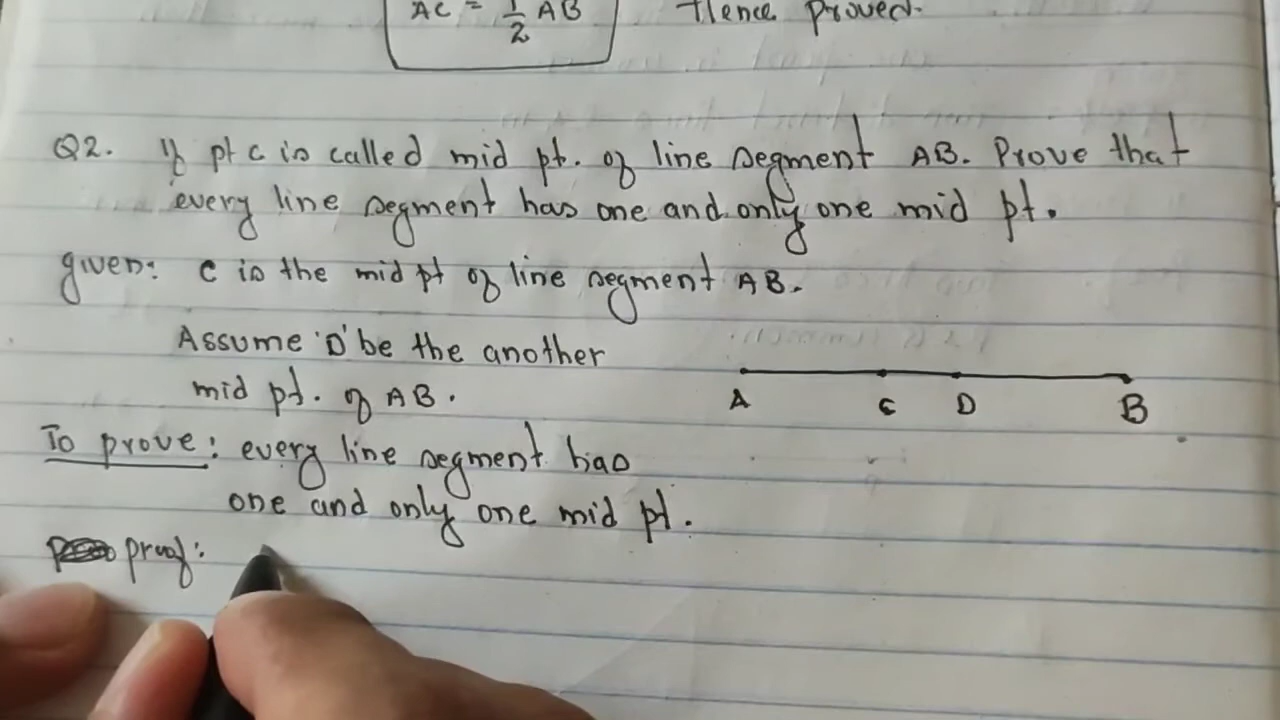 AC = 1/2 AB Hence proved.
Q2. If pt C is called mid pt. of line segment AB. Prove that
every line segment has one and only one mid pt.
given: C is the mid pt of line segment AB.
Assume 'D' be the another
mid pt. of AB.
A C D B
To prove: every line segment has
one and only one mid pt.
proof: